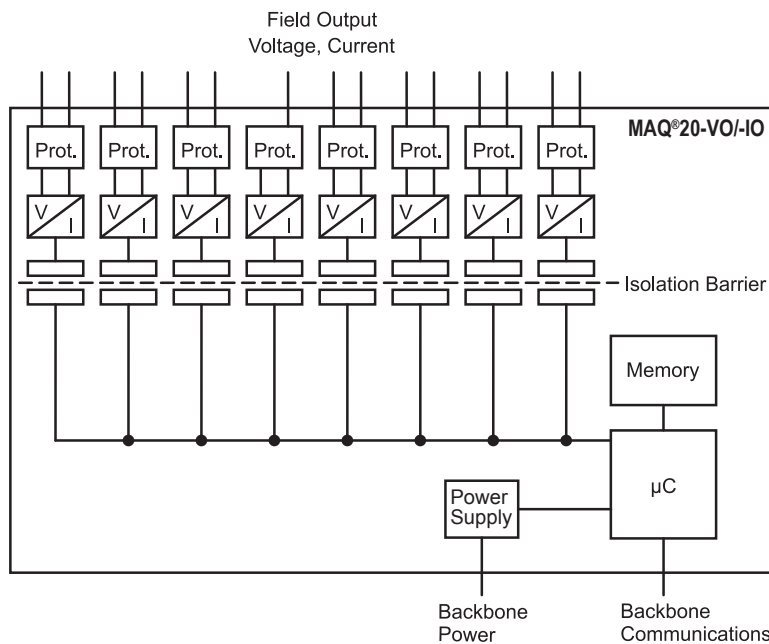 Field Output
Voltage, Current
MAQ®20-VO/-IO
Prot. Prot. Prot. Prot. Prot. Prot. Prot. Prot.
V I V I V I V I V I V I V I V I
Isolation Barrier
Memory
µC
Power
Supply
Backbone
Power
Backbone
Communications